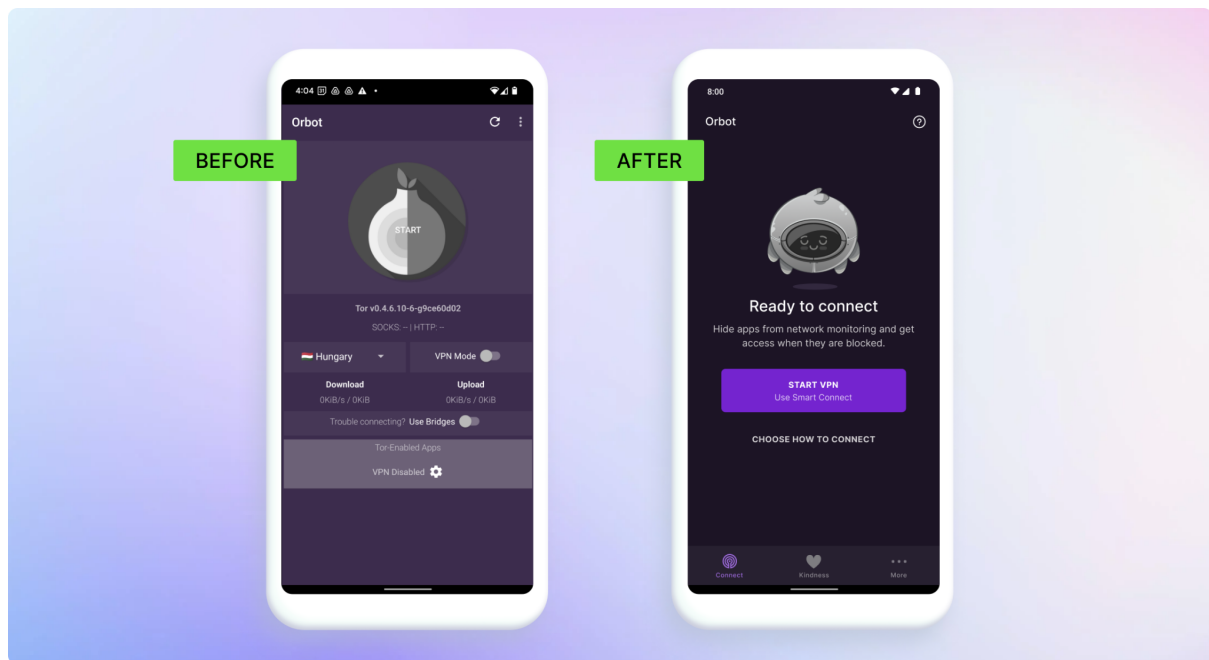 BEFORE
4:04
Orbot
START
Tor v0.4.6.10-6-g9ce60d02
SOCKS: -- | HTTP: --
Hungary
VPN Mode
Download
Upload
0KiB/s / 0KiB
0KiB/s / 0KiB
Trouble connecting? Use Bridges
Tor-Enabled Apps
VPN Disabled
AFTER
8:00
Orbot
Ready to connect
Hide apps from network monitoring and get
access when they are blocked.
START VPN
Use Smart Connect
CHOOSE HOW TO CONNECT
Connect
Kindness
More